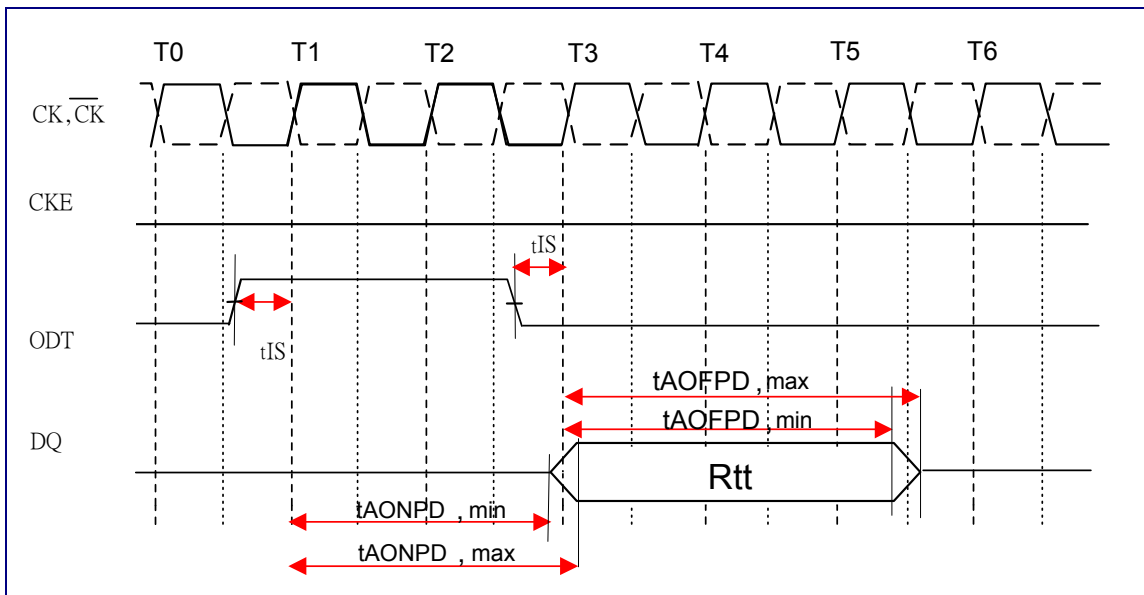 T0 T1 T2 T3 T4 T5 T6
CK, C̅K̅
CKE
tIS
ODT
tIS
tAOFPD , max
tAOFPD , min
DQ
Rtt
tAONPD , min
tAONPD , max